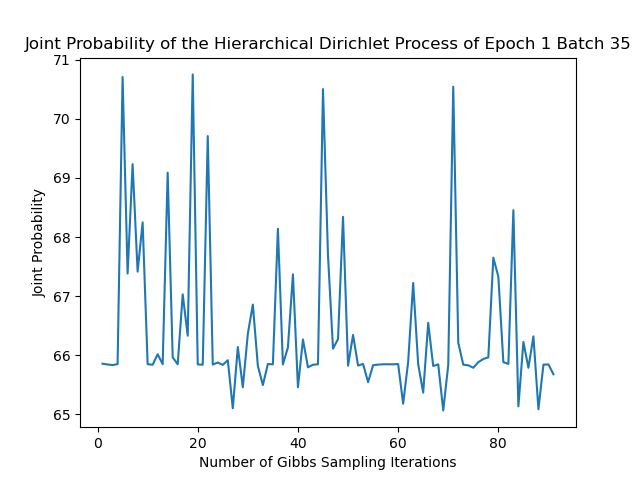 Joint Probability of the Hierarchical Dirichlet Process of Epoch 1 Batch 35
71
70
69
68
67
66
65
Joint Probability
0 20 40 60 80
Number of Gibbs Sampling Iterations